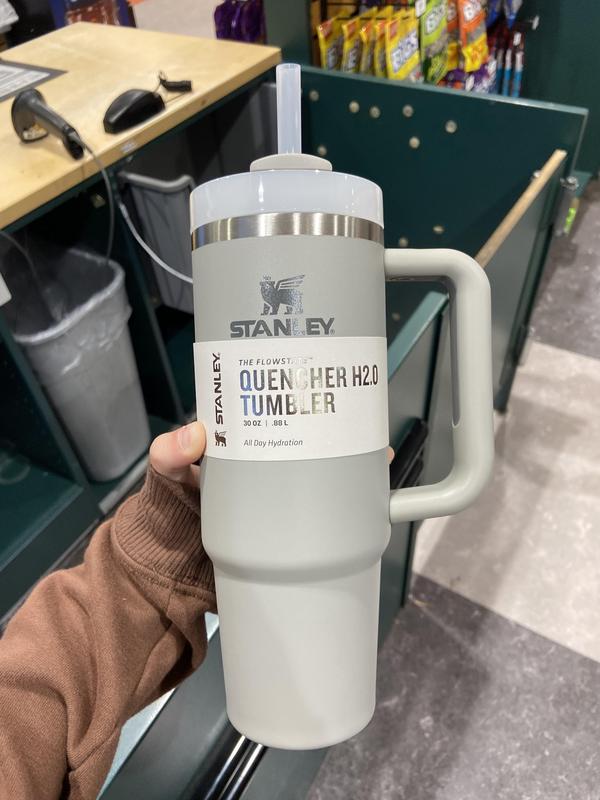 STANLEY®
STANLEY®
THE FLOWSTATE™
QUENCHER H2.0
TUMBLER
30 OZ | .88 L
All Day Hydration